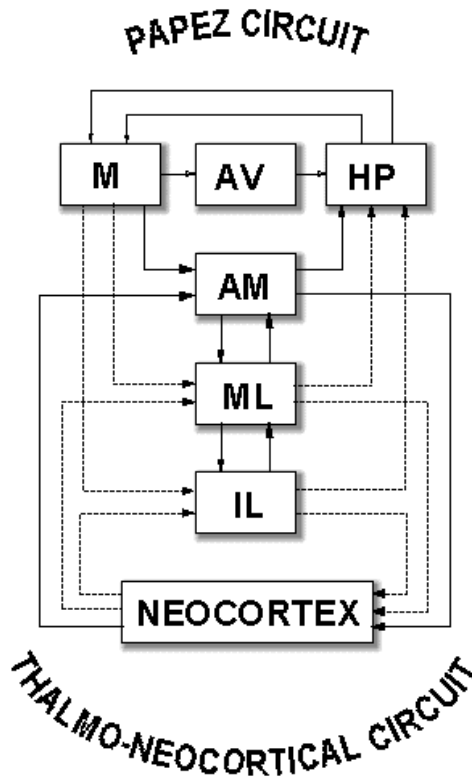 PAPEZ CIRCUIT
M AV HP
AM
ML
IL
NEOCORTEX
THALMO-NEOCORTICAL CIRCUIT